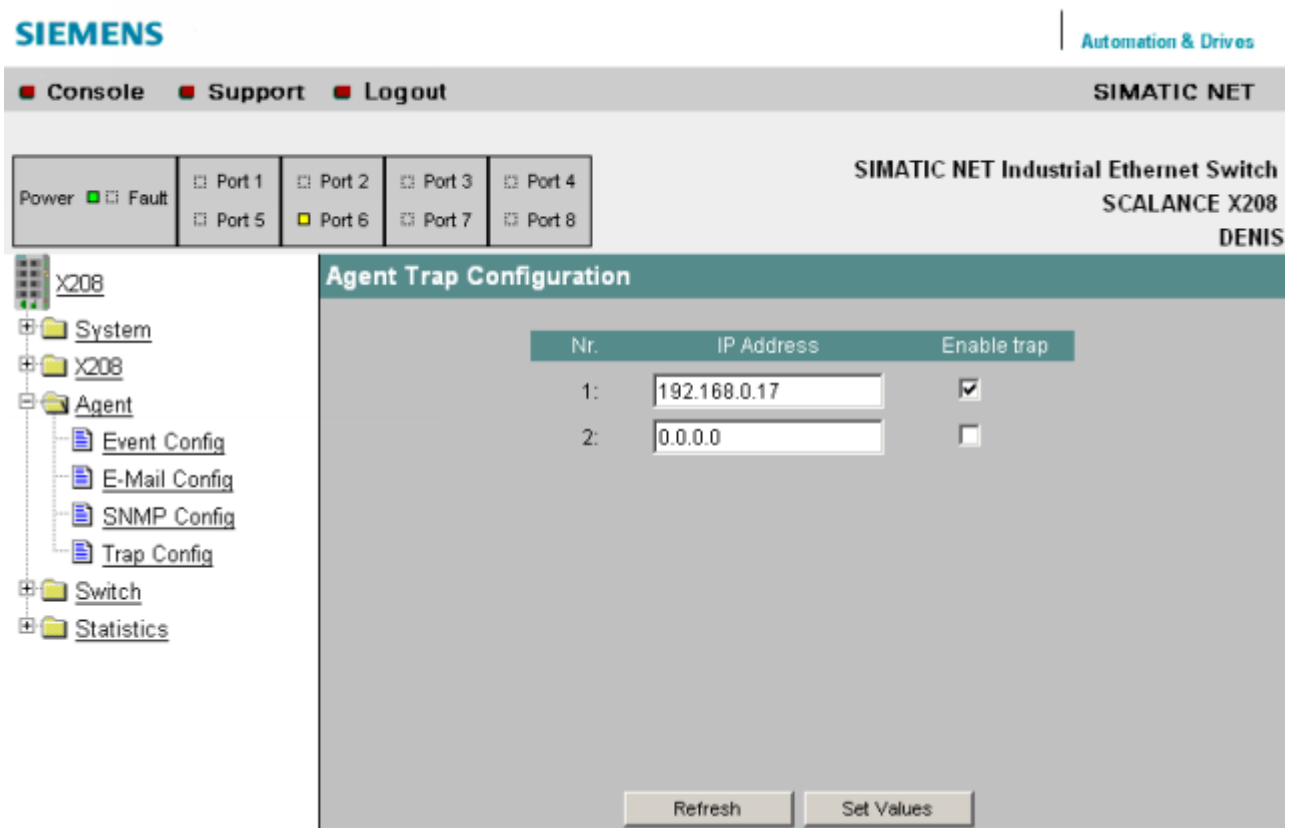 SIEMENS
Automation & Drives
Console Support Logout SIMATIC NET
Power Fault Port 1 Port 2 Port 3 Port 4
Port 5 Port 6 Port 7 Port 8
SIMATIC NET Industrial Ethernet Switch
SCALANCE X208
DENIS
X208
System
X208
Agent
Event Config
E-Mail Config
SNMP Config
Trap Config
Switch
Statistics
Agent Trap Configuration
Nr. IP Address Enable trap
1: 192.168.0.17
2: 0.0.0.0
Refresh Set Values